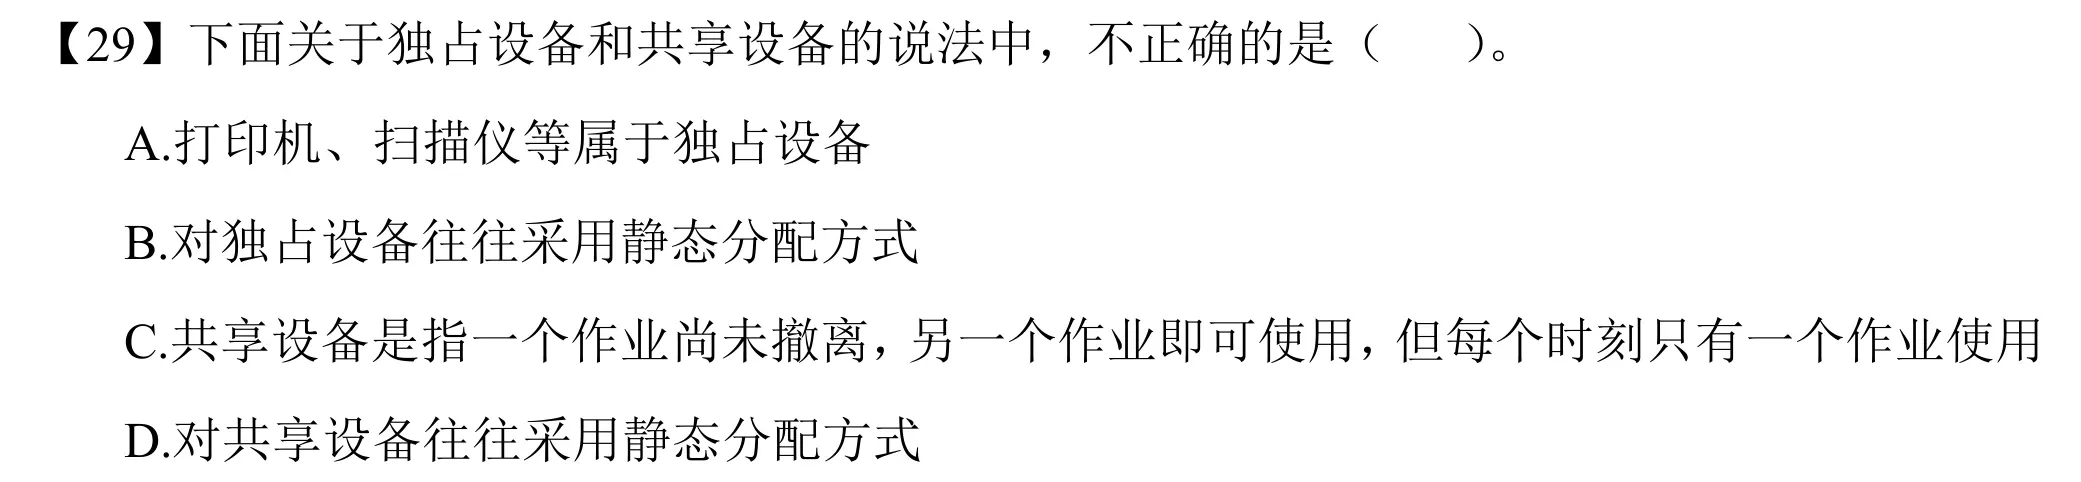 【29】下面关于独占设备和共享设备的说法中，不正确的是（　　）。
A.打印机、扫描仪等属于独占设备
B.对独占设备往往采用静态分配方式
C.共享设备是指一个作业尚未撤离，另一个作业即可使用，但每个时刻只有一个作业使用
D.对共享设备往往采用静态分配方式